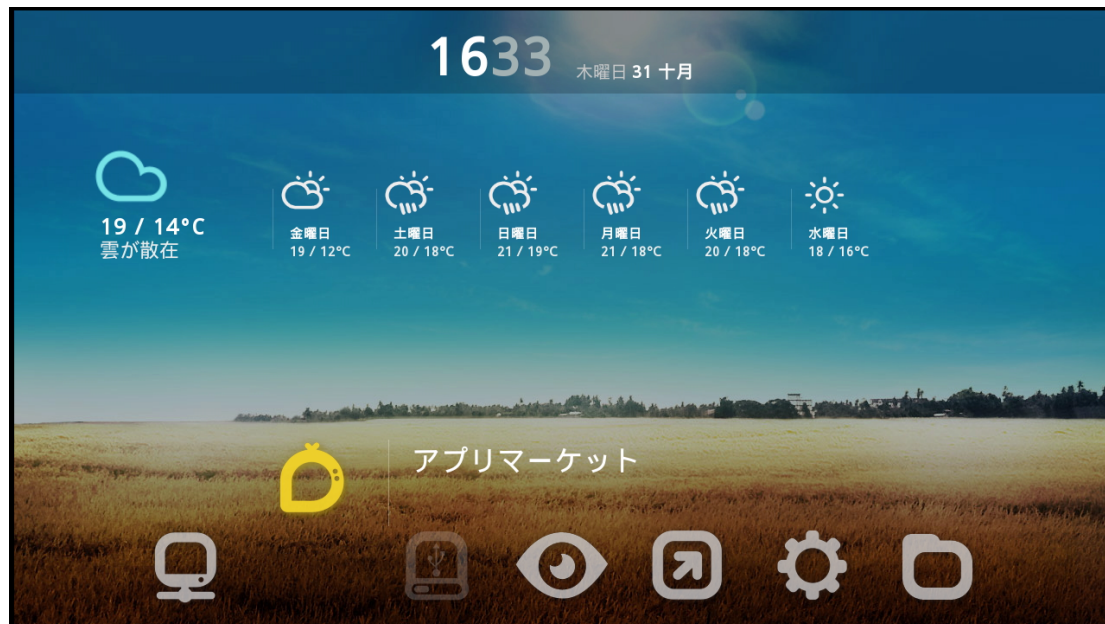 1633 木曜日 31 十月
19 / 14°C
雲が散在
金曜日
19 / 12°C
土曜日
20 / 18°C
日曜日
21 / 19°C
月曜日
21 / 18°C
火曜日
20 / 18°C
水曜日
18 / 16°C
アプリマーケット